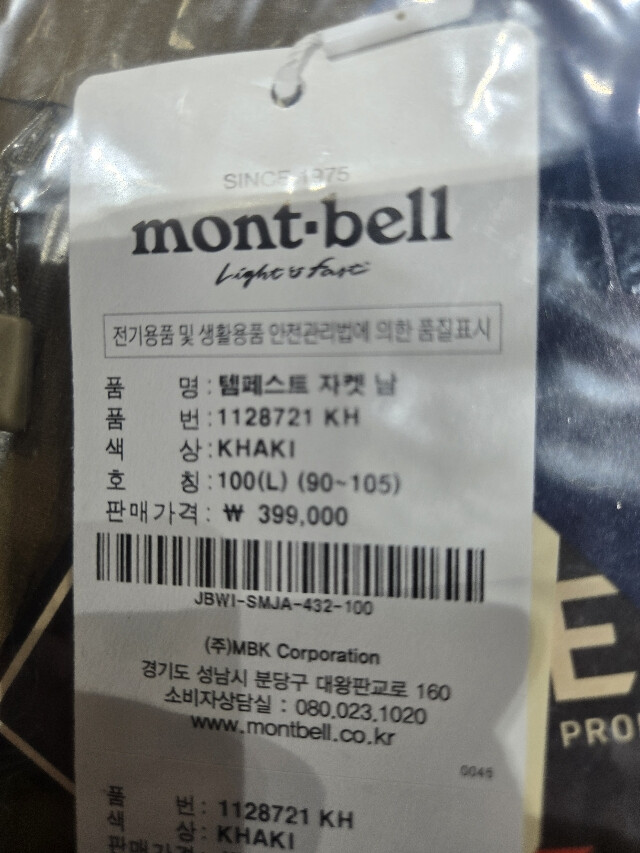 SINCE 1975
mont·bell
Light & Fast
전기용품 및 생활용품 안전관리법에 의한 품질표시
품 명 : 템페스트 자켓 남
품 번 : 1128721 KH
색 상 : KHAKI
호 칭 : 100(L) (90~105)
판매가격 : ₩ 399,000
JBWI-SMJA-432-100
(주)MBK Corporation
경기도 성남시 분당구 대왕판교로 160
소비자상담실 : 080.023.1020
www.montbell.co.kr
0045
품 번 : 1128721 KH
색 상 : KHAKI
판매가격 :
E
PRO